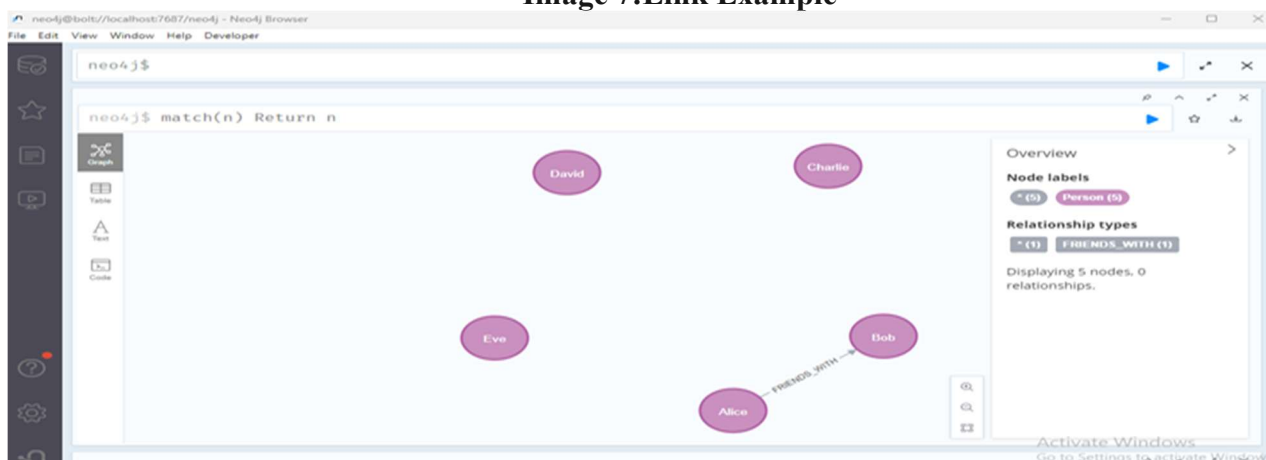 Image 7:Link Example
neo4j@bolt://localhost:7687/neo4j - Neo4j Browser
File Edit View Window Help Developer
neo4j$
neo4j$ match(n) Return n
Graph
Table
Text
Code
David
Charlie
Eve
Bob
FRIENDS_WITH
Alice
Overview
Node labels
* (5) Person (5)
Relationship types
* (1) FRIENDS_WITH (1)
Displaying 5 nodes, 0
relationships.
Activate Windows
Go to Settings to activate Window